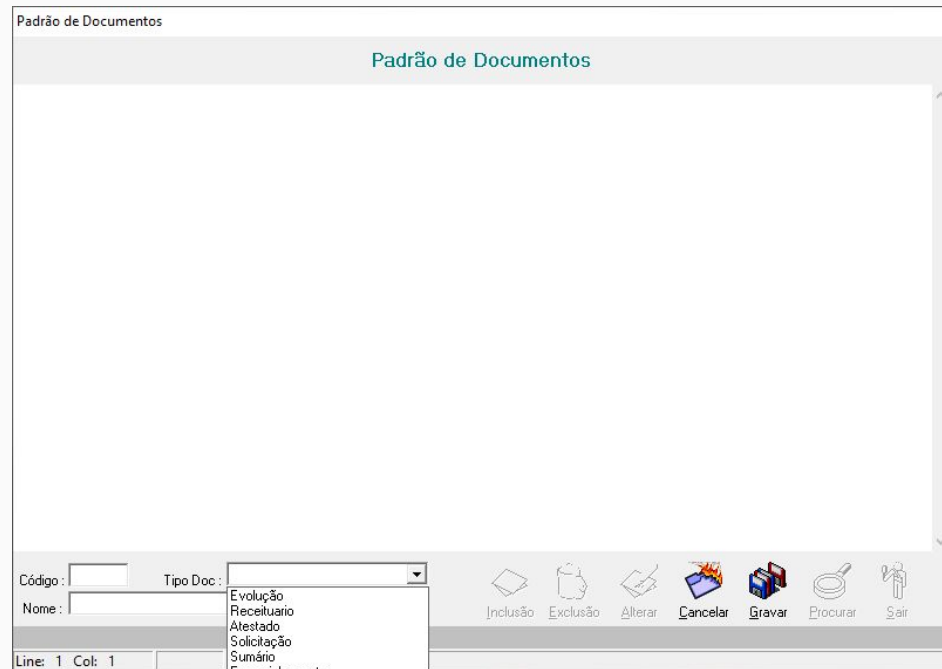 Padrão de Documentos
Padrão de Documentos
Código :
Tipo Doc :
Nome :
Evolução
Receituario
Atestado
Solicitação
Sumário
Inclusão Exclusão Alterar Cancelar Gravar Procurar Sair
Line: 1 Col: 1